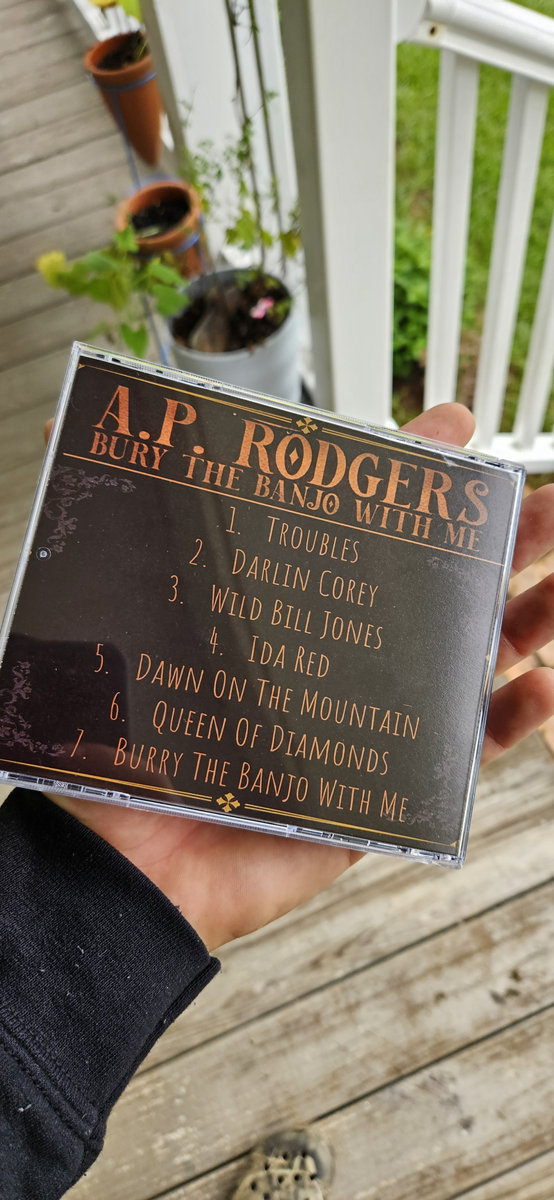 A.P. RODGERS
BURY THE BANJO WITH ME
1. TROUBLES
2. DARLIN COREY
3. WILD BILL JONES
4. IDA RED
5. DAWN ON THE MOUNTAIN
6. QUEEN OF DIAMONDS
7. BURRY THE BANJO WITH ME